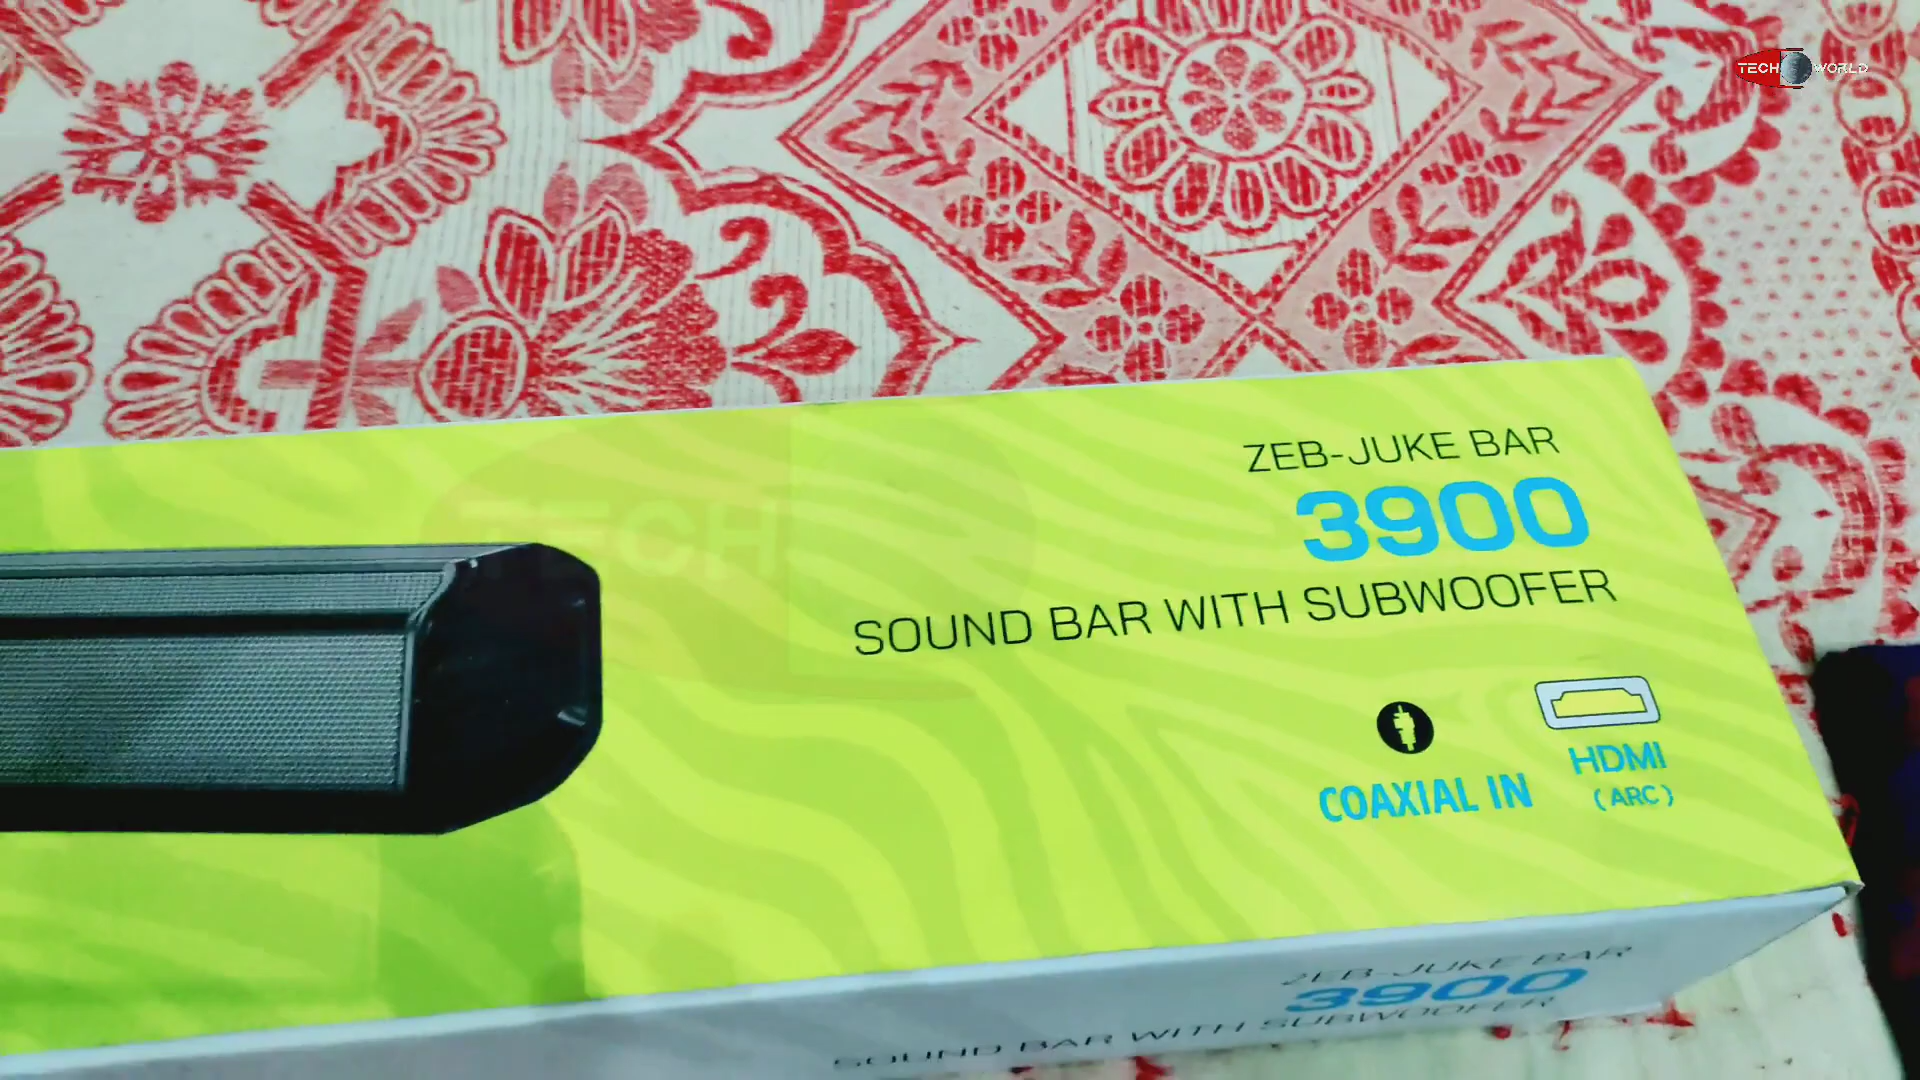 TECH WORLD
TECH
ZEB-JUKE BAR
3900
SOUND BAR WITH SUBWOOFER
COAXIAL IN
HDMI
(ARC)
ZEB-JUKE BAR
3900
SOUND BAR WITH SUBWOOFER